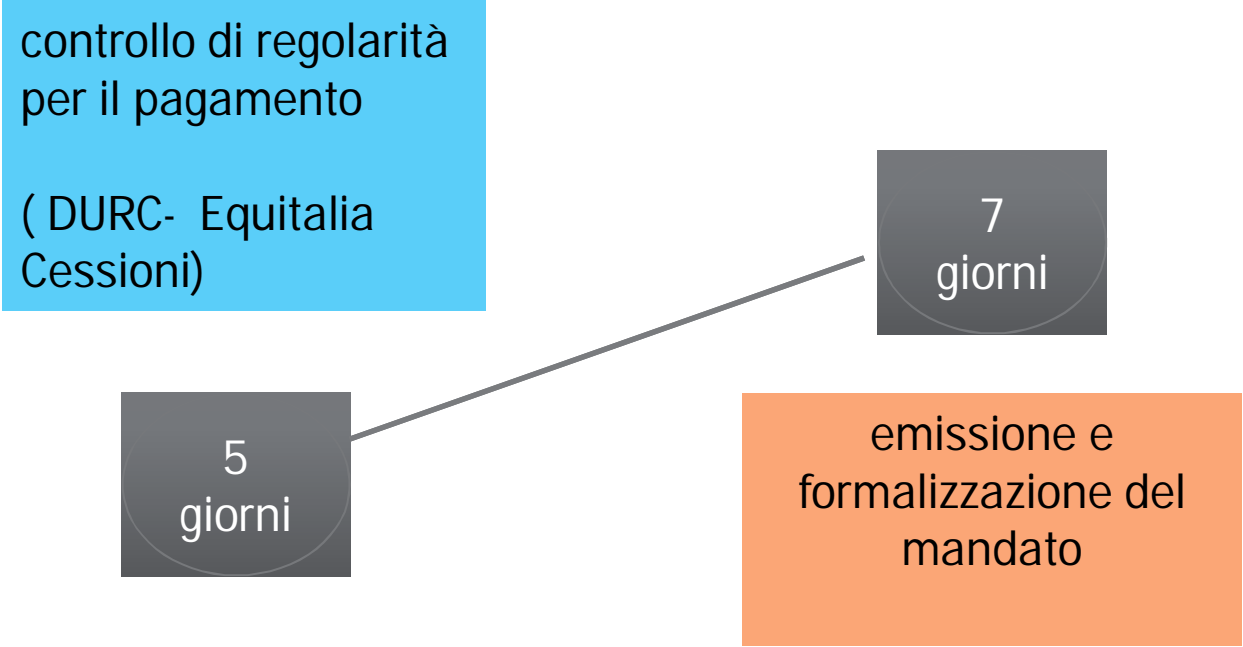 controllo di regolarità
per il pagamento
( DURC- Equitalia
Cessioni)
7
giorni
5
giorni
emissione e
formalizzazione del
mandato